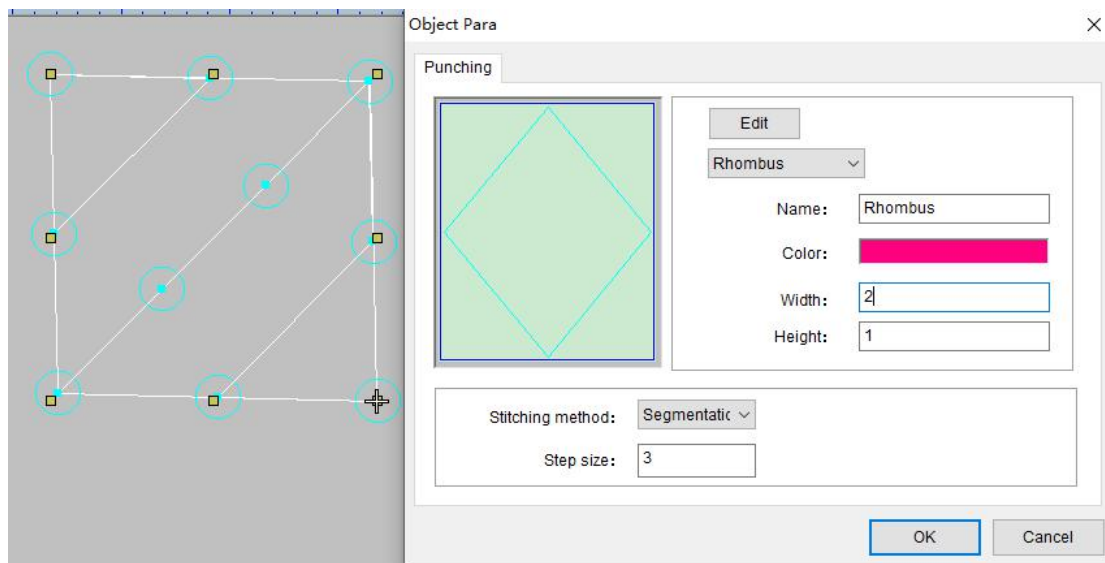 Object Para
Punching
Edit
Rhombus
Name: Rhombus
Color:
Width: 2
Height: 1
Stitching method: Segmentatic
Step size: 3
OK Cancel